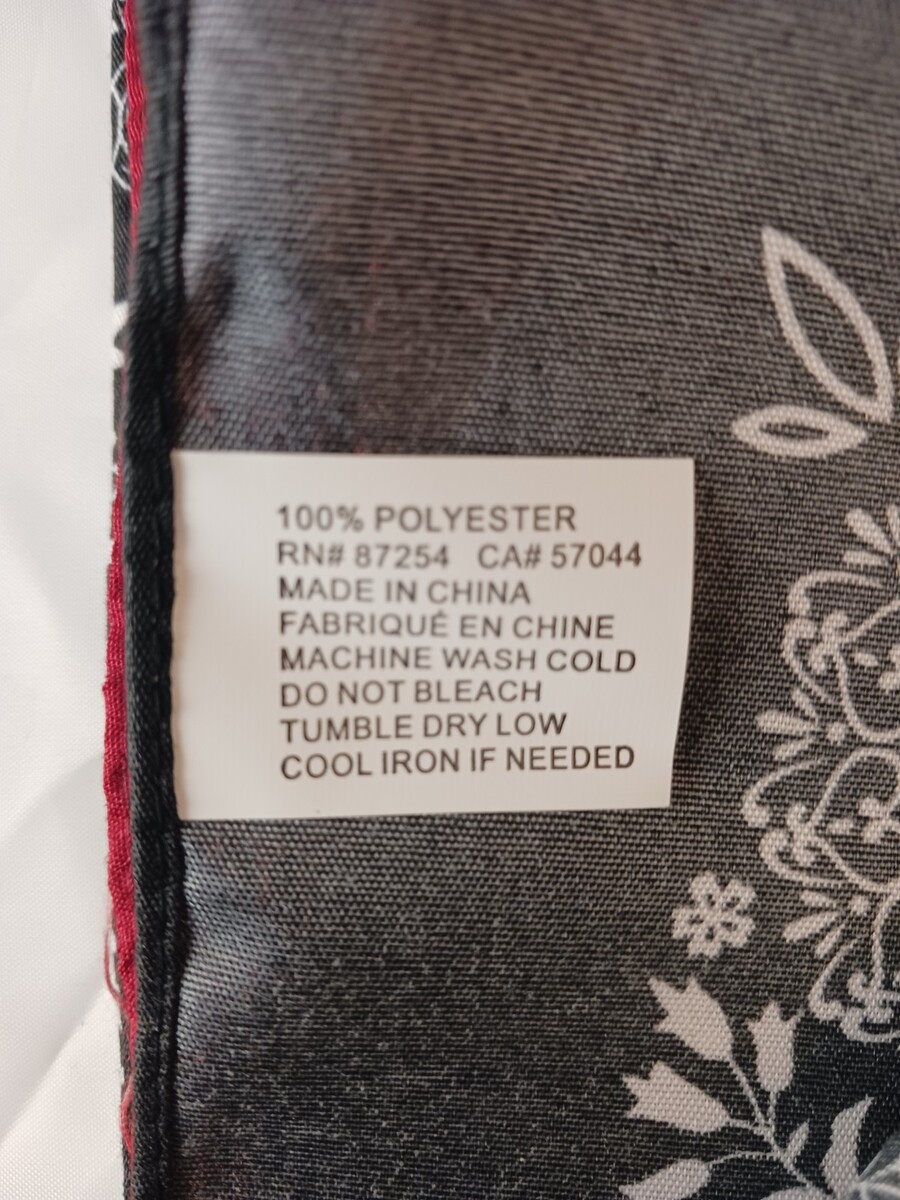 100% POLYESTER
RN# 87254 CA# 57044
MADE IN CHINA
FABRIQUÉ EN CHINE
MACHINE WASH COLD
DO NOT BLEACH
TUMBLE DRY LOW
COOL IRON IF NEEDED